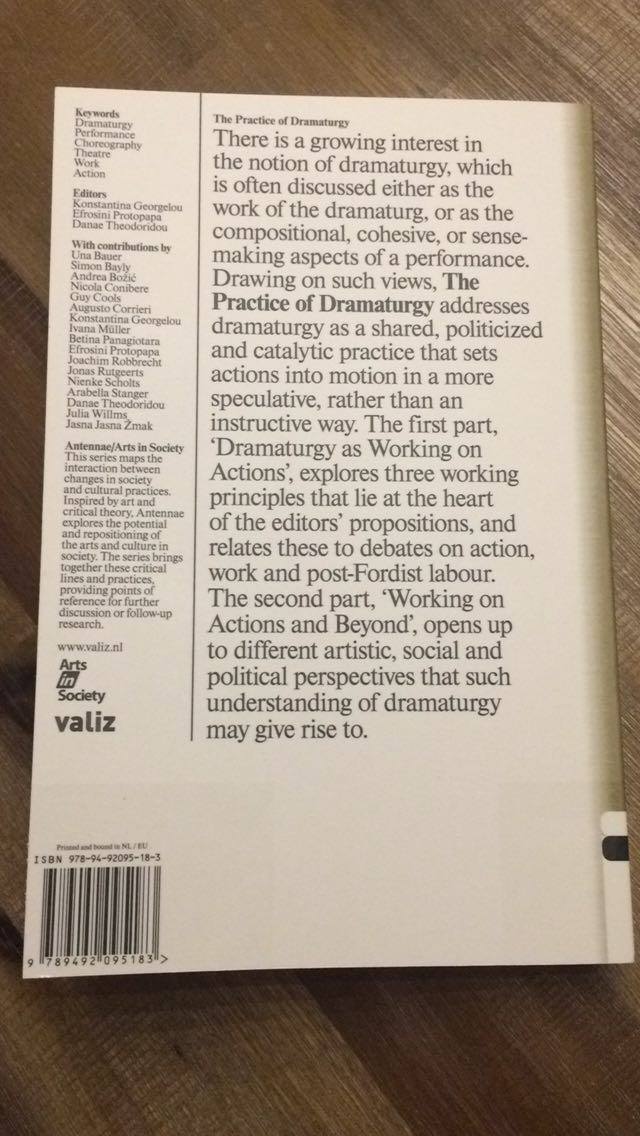 Keywords
Dramaturgy
Performance
Choreography
Theatre
Work
Action
Editors
Konstantina Georgelou
Efrosini Protopapa
Danae Theodoridou
With contributions by
Una Bauer
Simon Bayly
Andrea Božić
Nicola Conibere
Guy Cools
Augusto Corrieri
Konstantina Georgelou
Ivana Müller
Betina Panagiotara
Efrosini Protopapa
Joachim Robbrecht
Jonas Rutgeerts
Nienke Scholts
Arabella Stanger
Danae Theodoridou
Julia Willms
Jasna Jasna Žmak
Antennae/Arts in Society
This series maps the
interaction between
changes in society
and cultural practices.
Inspired by art and
critical theory, Antennae
explores the potential
and repositioning of
the arts and culture in
society. The series brings
together these critical
lines and practices,
providing points of
reference for further
discussion or follow-up
research.
www.valiz.nl
Arts
in
Society
valiz
The Practice of Dramaturgy
There is a growing interest in
the notion of dramaturgy, which
is often discussed either as the
work of the dramaturg, or as the
compositional, cohesive, or sense-
making aspects of a performance.
Drawing on such views, The
Practice of Dramaturgy addresses
dramaturgy as a shared, politicized
and catalytic practice that sets
actions into motion in a more
speculative, rather than an
instructive way. The first part,
‘Dramaturgy as Working on
Actions’, explores three working
principles that lie at the heart
of the editors’ propositions, and
relates these to debates on action,
work and post-Fordist labour.
The second part, ‘Working on
Actions and Beyond’, opens up
to different artistic, social and
political perspectives that such
understanding of dramaturgy
may give rise to.
Printed and bound in NL / EU
ISBN 978-94-92095-18-3
9 789492 095183 >